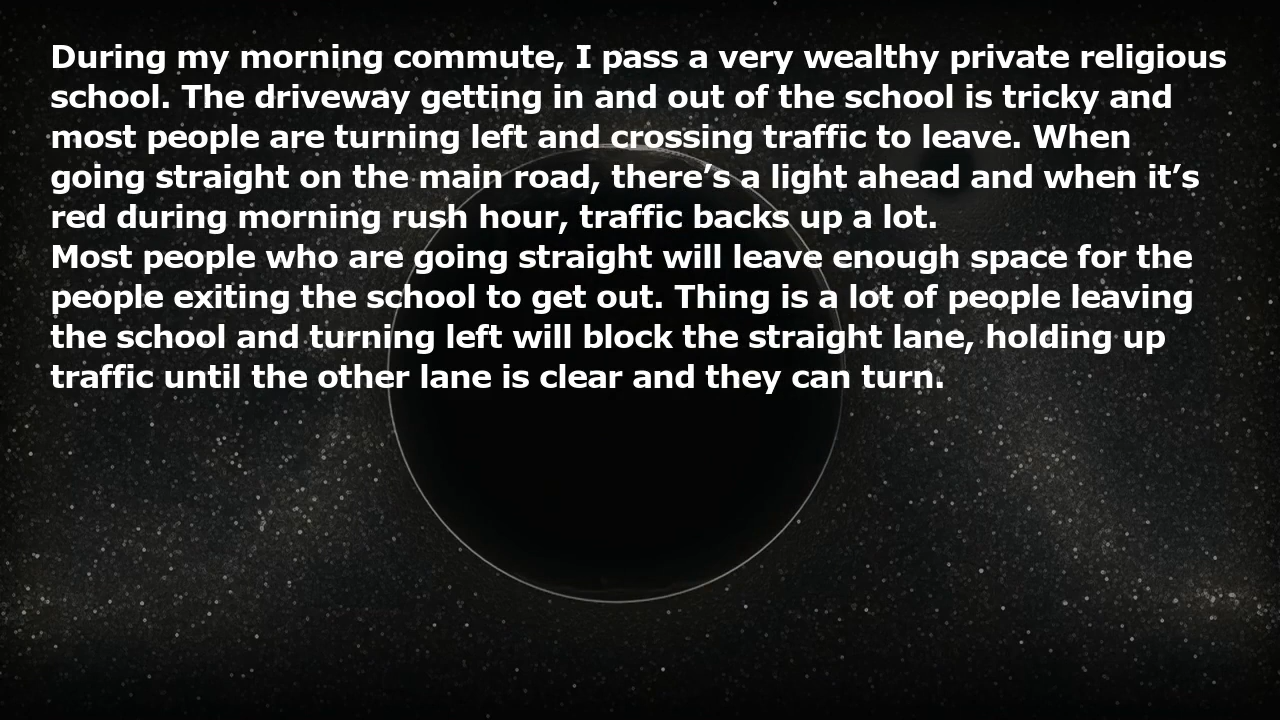 During my morning commute, I pass a very wealthy private religious
school. The driveway getting in and out of the school is tricky and
most people are turning left and crossing traffic to leave. When
going straight on the main road, there’s a light ahead and when it’s
red during morning rush hour, traffic backs up a lot.
Most people who are going straight will leave enough space for the
people exiting the school to get out. Thing is a lot of people leaving
the school and turning left will block the straight lane, holding up
traffic until the other lane is clear and they can turn.